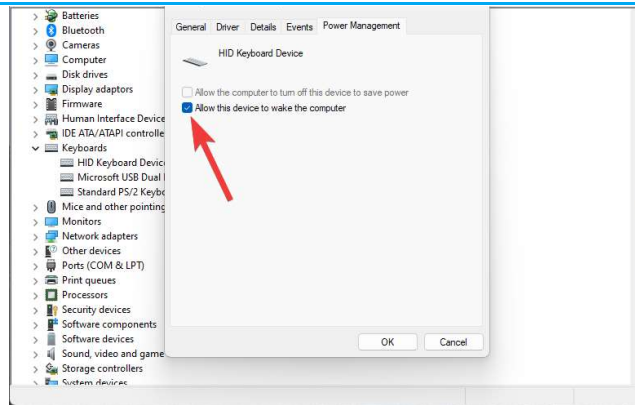 Batteries
Bluetooth
Cameras
Computer
Disk drives
Display adaptors
Firmware
Human Interface Device
IDE ATA/ATAPI controlle
Keyboards
HID Keyboard Devic
Microsoft USB Dual
Standard PS/2 Keybo
Mice and other pointing
Monitors
Network adapters
Other devices
Ports (COM & LPT)
Print queues
Processors
Security devices
Software components
Software devices
Sound, video and game
Storage controllers
System devices
General Driver Details Events Power Management
HID Keyboard Device
Allow the computer to turn off this device to save power
Allow this device to wake the computer
OK Cancel